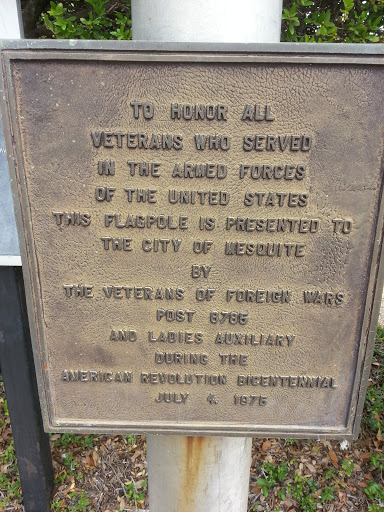 TO HONOR ALL
VETERANS WHO SERVED
IN THE ARMED FORCES
OF THE UNITED STATES
THIS FLAGPOLE IS PRESENTED TO
THE CITY OF MESQUITE
BY
THE VETERANS OF FOREIGN WARS
POST 8785
AND LADIES AUXILIARY
DURING THE
AMERICAN REVOLUTION BICENTENNIAL
JULY 4, 1975